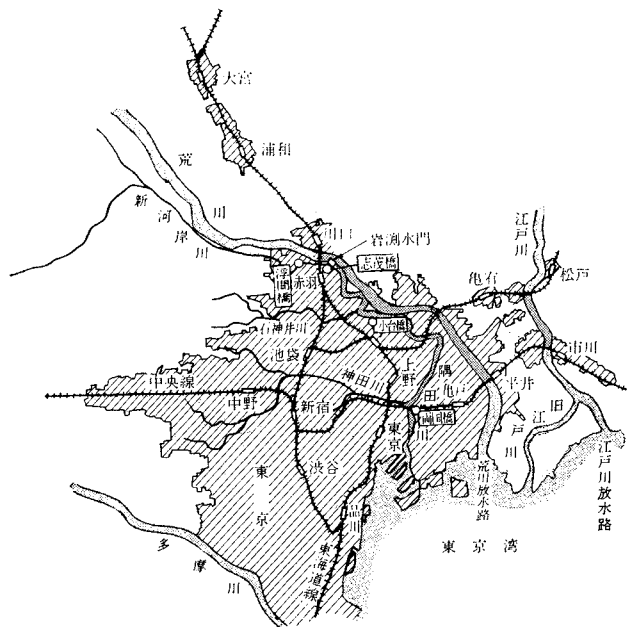 大宮
浦和
荒川
新河岸川
川口
岩淵水門
志茂橋
浮間橋
赤羽
石神井川
小台橋
池袋
上野
隅田川
神田川
中央線
中野
新宿
亀戸
両国橋
平井
亀有
松戸
江戸川
市川
旧江戸川
江戸川放水路
荒川放水路
東京
渋谷
品川
東京
東海道線
多摩川
東京湾